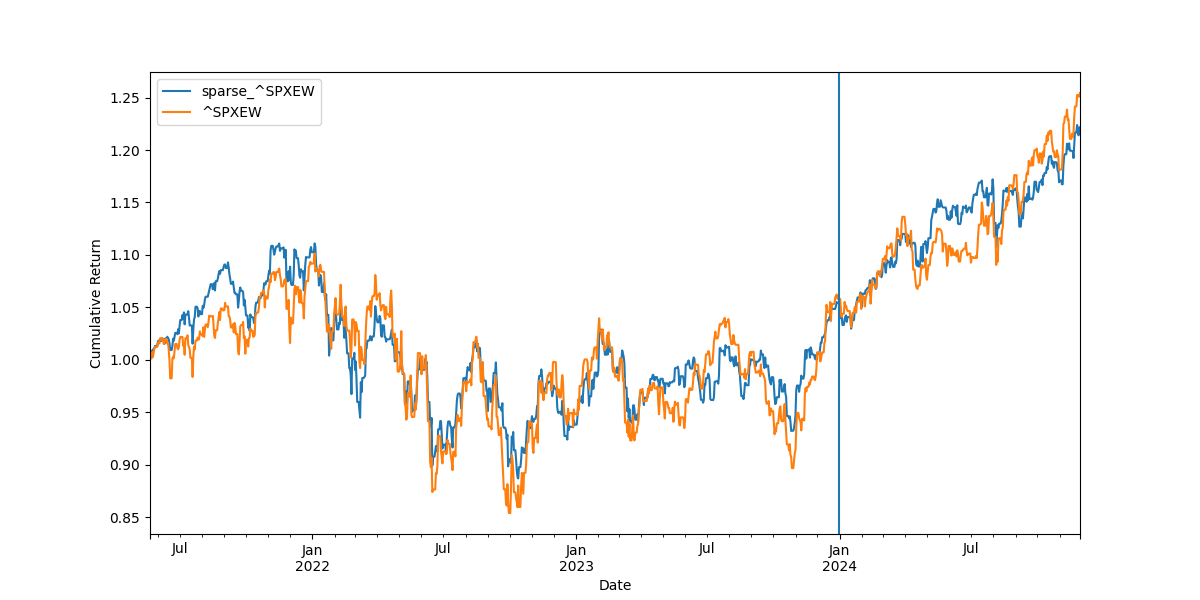 sparse_^SPXEW
^SPXEW
Cumulative Return
1.25
1.20
1.15
1.10
1.05
1.00
0.95
0.90
0.85
Jul
Jan
2022
Jul
Jan
2023
Jul
Jan
2024
Jul
Date